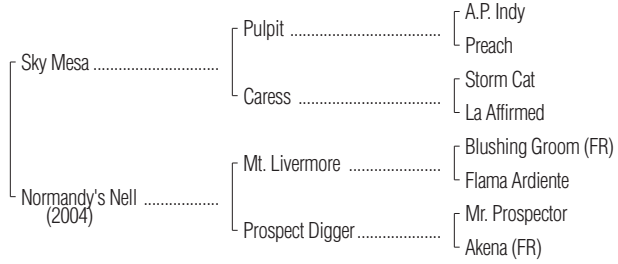 A.P. Indy
Pulpit ...................................
Preach
Sky Mesa ....................................
Storm Cat
Caress ........................................
La Affirmed
Blushing Groom (FR)
Mt. Livermore ..........................
Flama Ardiente
Normandy's Nell ......................
(2004)
Mr. Prospector
Prospect Digger........................
Akena (FR)